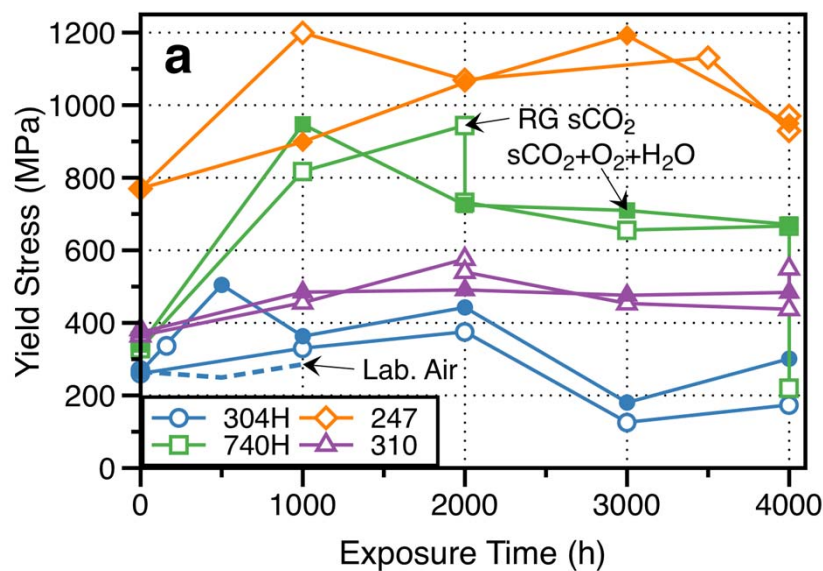 a
Yield Stress (MPa)
1200
1000
800
600
400
200
0
RG sCO₂
sCO₂+O₂+H₂O
Lab. Air
304H
247
740H
310
0
1000
2000
3000
4000
Exposure Time (h)